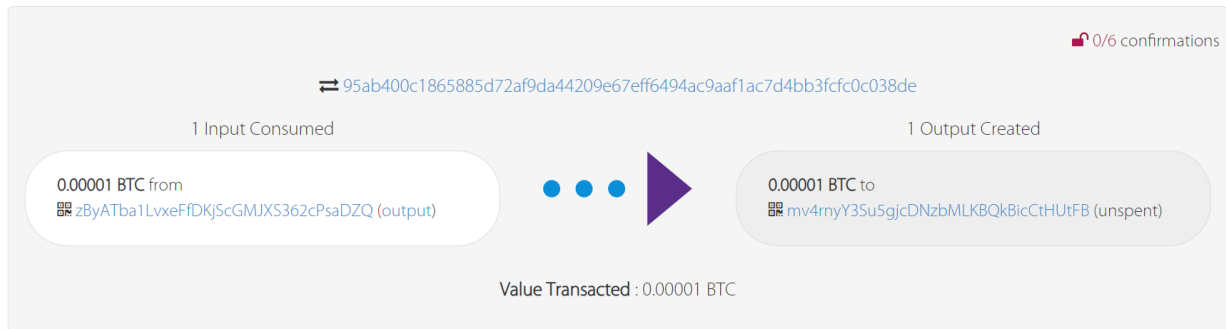 0/6 confirmations
95ab400c1865885d72af9da44209e67eff6494ac9aaf1ac7d4bb3fcfc0c038de
1 Input Consumed
1 Output Created
0.00001 BTC from
zByATba1LvxeFfDKjScGMJXS362cPsaDZQ (output)
0.00001 BTC to
mv4rnyY3Su5gjcDNzbMLKBQkBicCtHUtFB (unspent)
Value Transacted : 0.00001 BTC